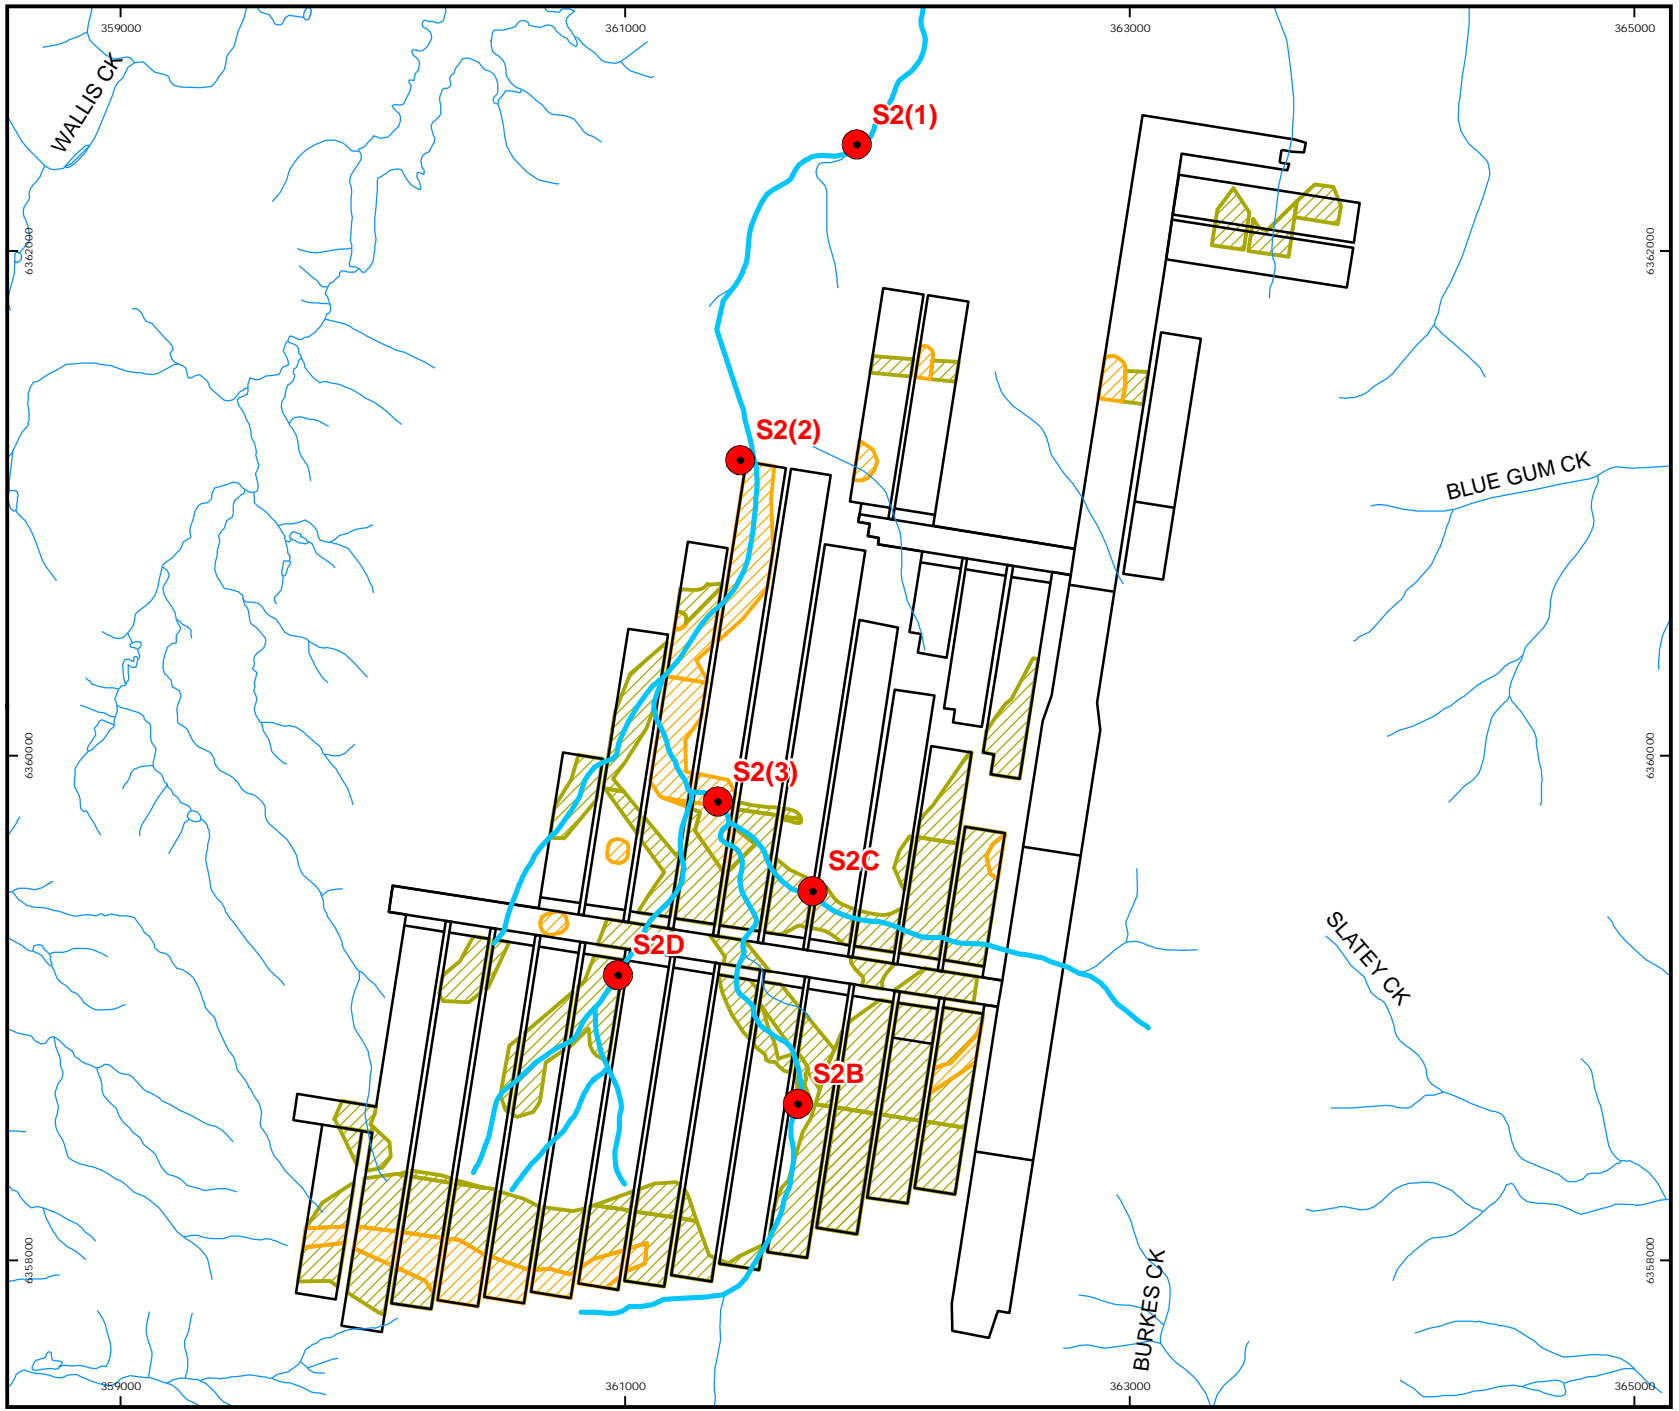 359000
361000
363000
365000
WALLIS CK
S2(1)
6362000
6362000
S2(2)
BLUE GUM CK
6360000
S2(3)
6360000
S2C
SLATEY CK
S2D
S2B
6358000
BURKES CK
6358000
359000
361000
363000
365000